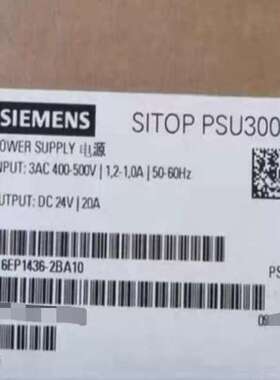 SIEMENS
SITOP PSU300
POWER SUPPLY 电源
INPUT: 3AC 400-500V | 1,2-1,0A | 50-60Hz
OUTPUT: DC 24V | 20A
6EP1436-2BA10
PS